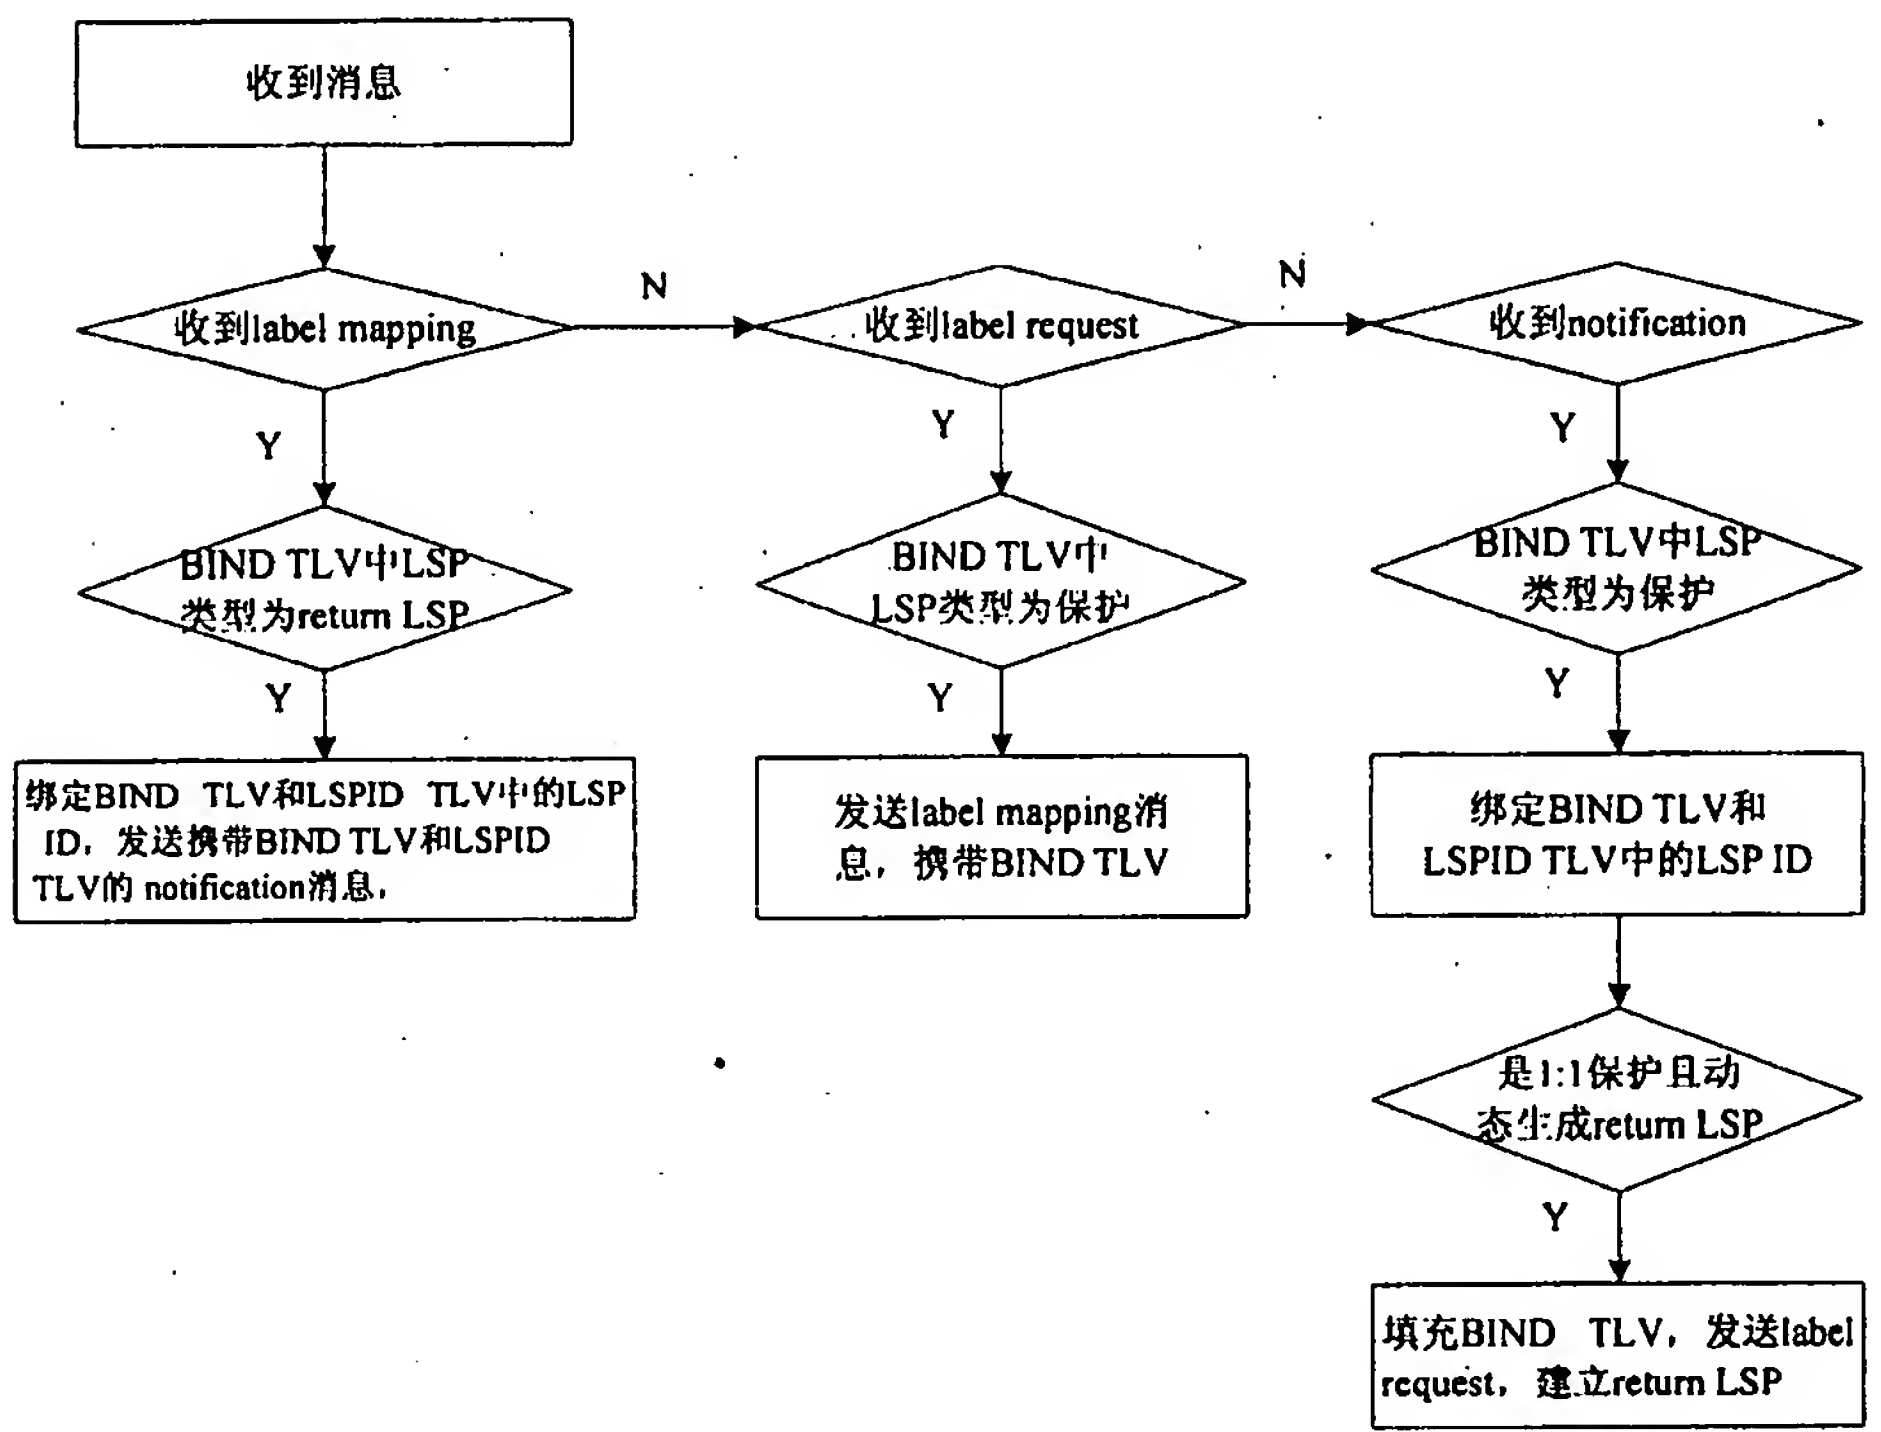 收到消息
收到label mapping
N
收到label request
N
收到notification
Y
Y
Y
BIND TLV中LSP
类型为return LSP
BIND TLV中
LSP类型为保护
BIND TLV中LSP
类型为保护
Y
Y
Y
绑定BIND TLV和LSPID TLV中的LSP
ID，发送携带BIND TLV和LSPID
TLV的 notification消息，
发送label mapping消
息，携带BIND TLV
绑定BIND TLV和
LSPID TLV中的LSP ID
是1:1保护且动
态生成return LSP
Y
填充BIND TLV，发送label
request，建立return LSP